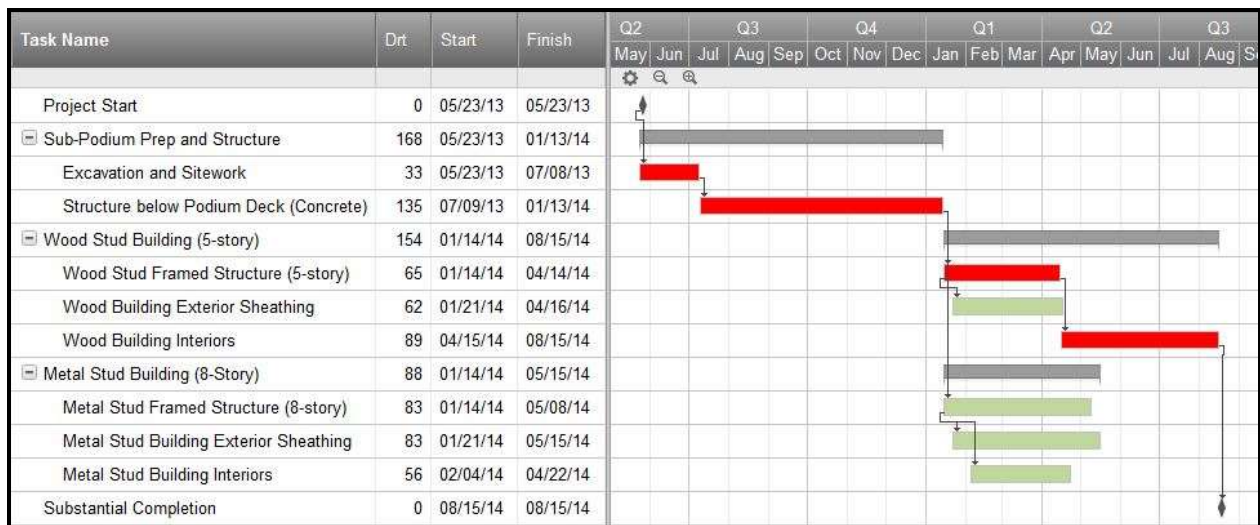 Task Name Drt Start Finish Q2 Q3 Q4 Q1 Q2 Q3
May Jun Jul Aug Sep Oct Nov Dec Jan Feb Mar Apr May Jun Jul Aug S
Project Start 0 05/23/13 05/23/13
Sub-Podium Prep and Structure 168 05/23/13 01/13/14
Excavation and Sitework 33 05/23/13 07/08/13
Structure below Podium Deck (Concrete) 135 07/09/13 01/13/14
Wood Stud Building (5-story) 154 01/14/14 08/15/14
Wood Stud Framed Structure (5-story) 65 01/14/14 04/14/14
Wood Building Exterior Sheathing 62 01/21/14 04/16/14
Wood Building Interiors 89 04/15/14 08/15/14
Metal Stud Building (8-Story) 88 01/14/14 05/15/14
Metal Stud Framed Structure (8-story) 83 01/14/14 05/08/14
Metal Stud Building Exterior Sheathing 83 01/21/14 05/15/14
Metal Stud Building Interiors 56 02/04/14 04/22/14
Substantial Completion 0 08/15/14 08/15/14